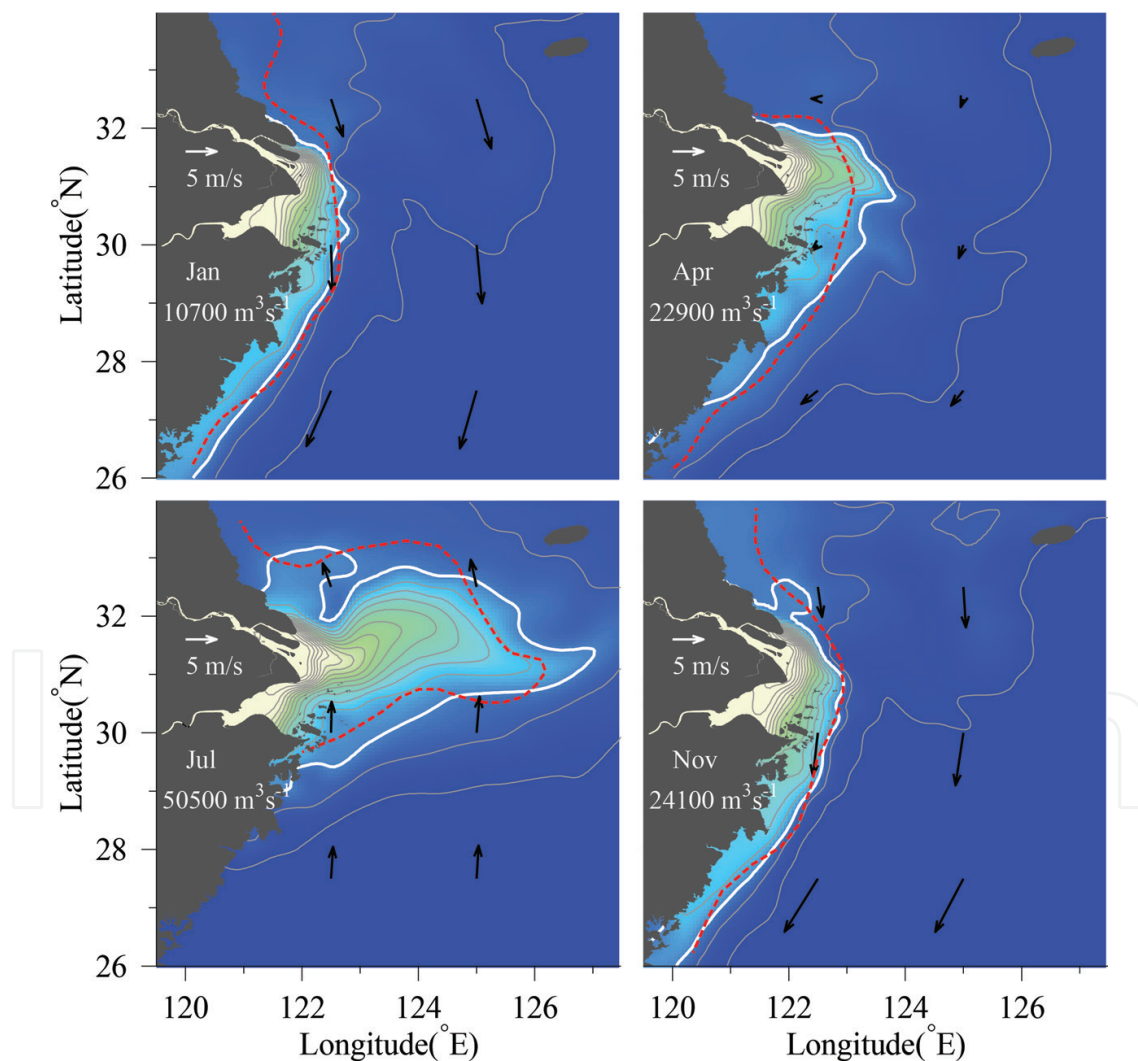 Latitude(°N)
32
30
28
26
5 m/s
Jan
10700 m³s⁻¹
5 m/s
Apr
22900 m³s⁻¹
Latitude(°N)
32
30
28
26
5 m/s
Jul
50500 m³s⁻¹
5 m/s
Nov
24100 m³s⁻¹
120 122 124 126
120 122 124 126
Longitude(°E)
Longitude(°E)